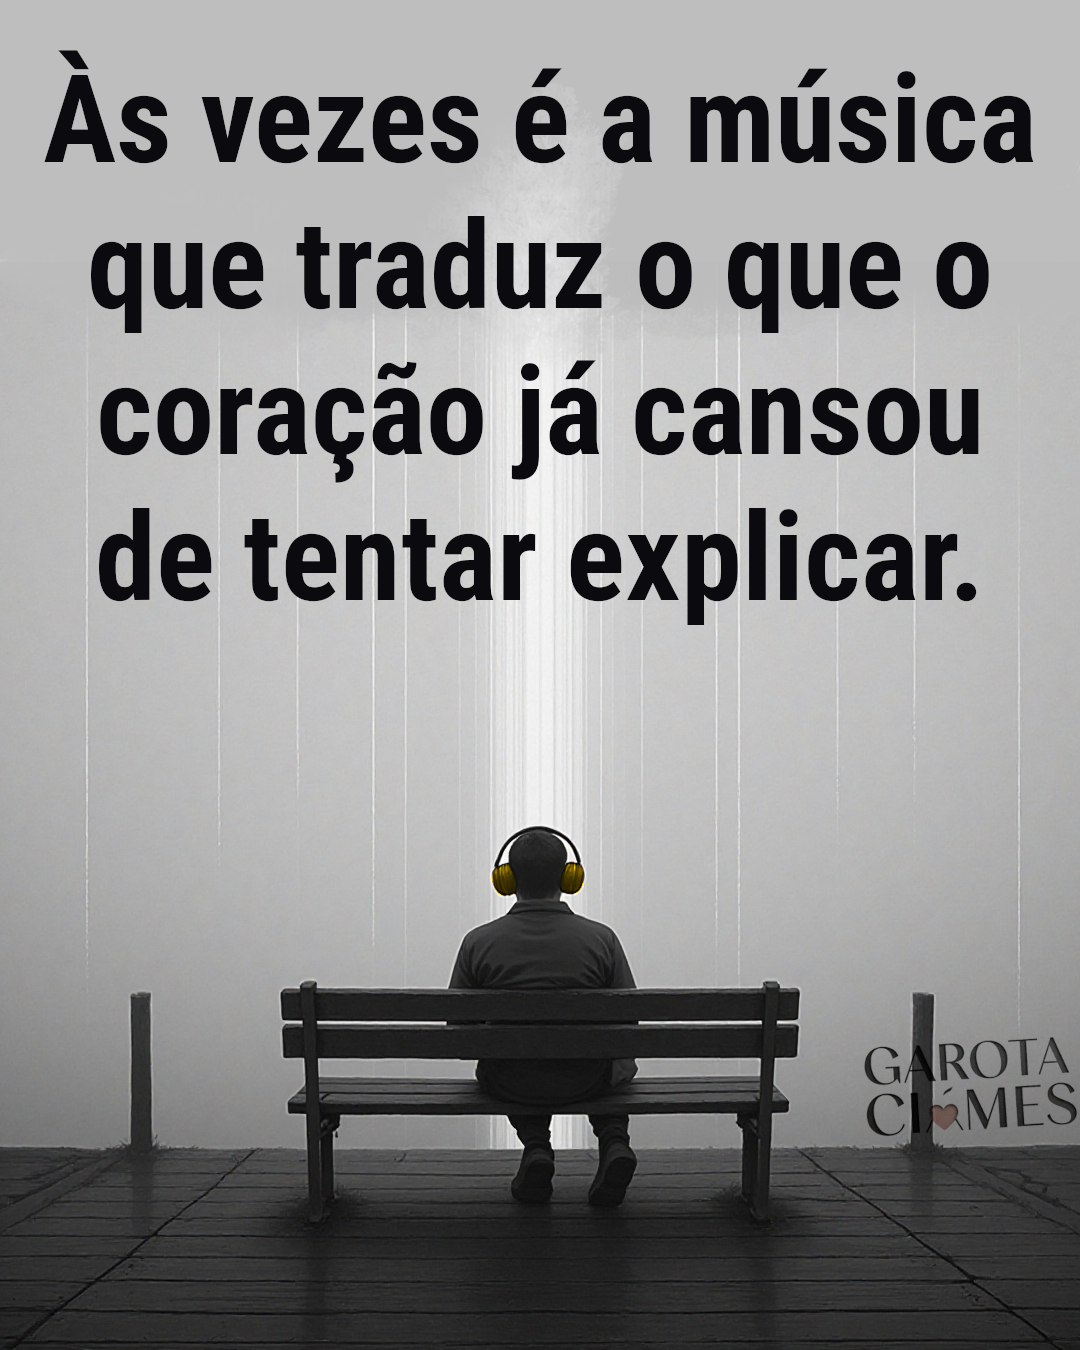 Às vezes é a música
que traduz o que o
coração já cansou
de tentar explicar.
GAROTA
CIÚMES